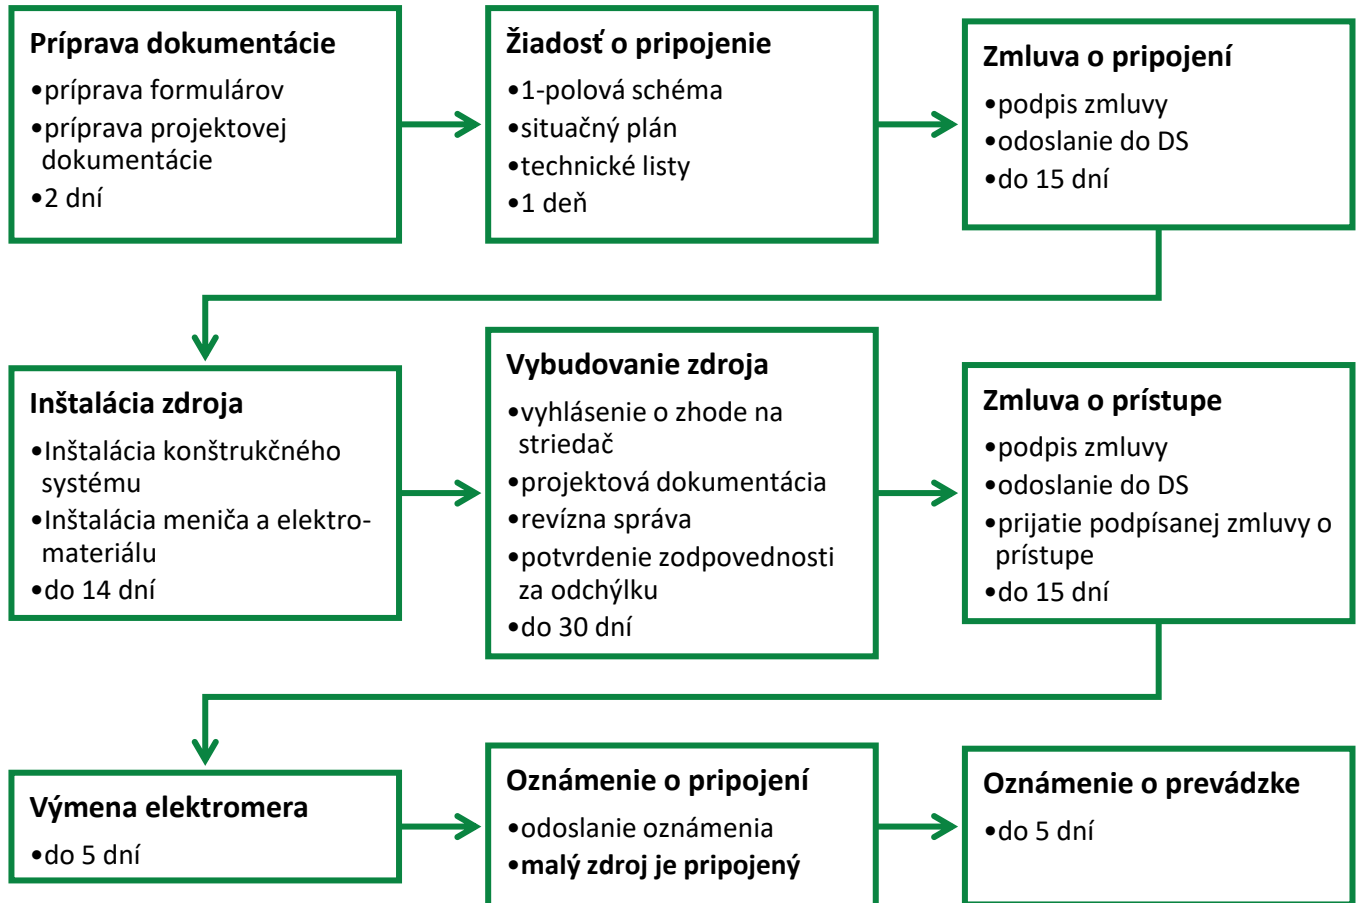 Príprava dokumentácie
•príprava formulárov
•príprava projektovej
dokumentácie
•2 dní
Žiadosť o pripojenie
•1-polová schéma
•situačný plán
•technické listy
•1 deň
Zmluva o pripojení
•podpis zmluvy
•odoslanie do DS
•do 15 dní
Inštalácia zdroja
•Inštalácia konštrukčného
systému
•Inštalácia meniča a elektro-
materiálu
•do 14 dní
Vybudovanie zdroja
•vyhlásenie o zhode na
striedač
•projektová dokumentácia
•revízna správa
•potvrdenie zodpovednosti
za odchýlku
•do 30 dní
Zmluva o prístupe
•podpis zmluvy
•odoslanie do DS
•prijatie podpísanej zmluvy o
prístupe
•do 15 dní
Výmena elektromera
•do 5 dní
Oznámenie o pripojení
•odoslanie oznámenia
•malý zdroj je pripojený
Oznámenie o prevádzke
•do 5 dní